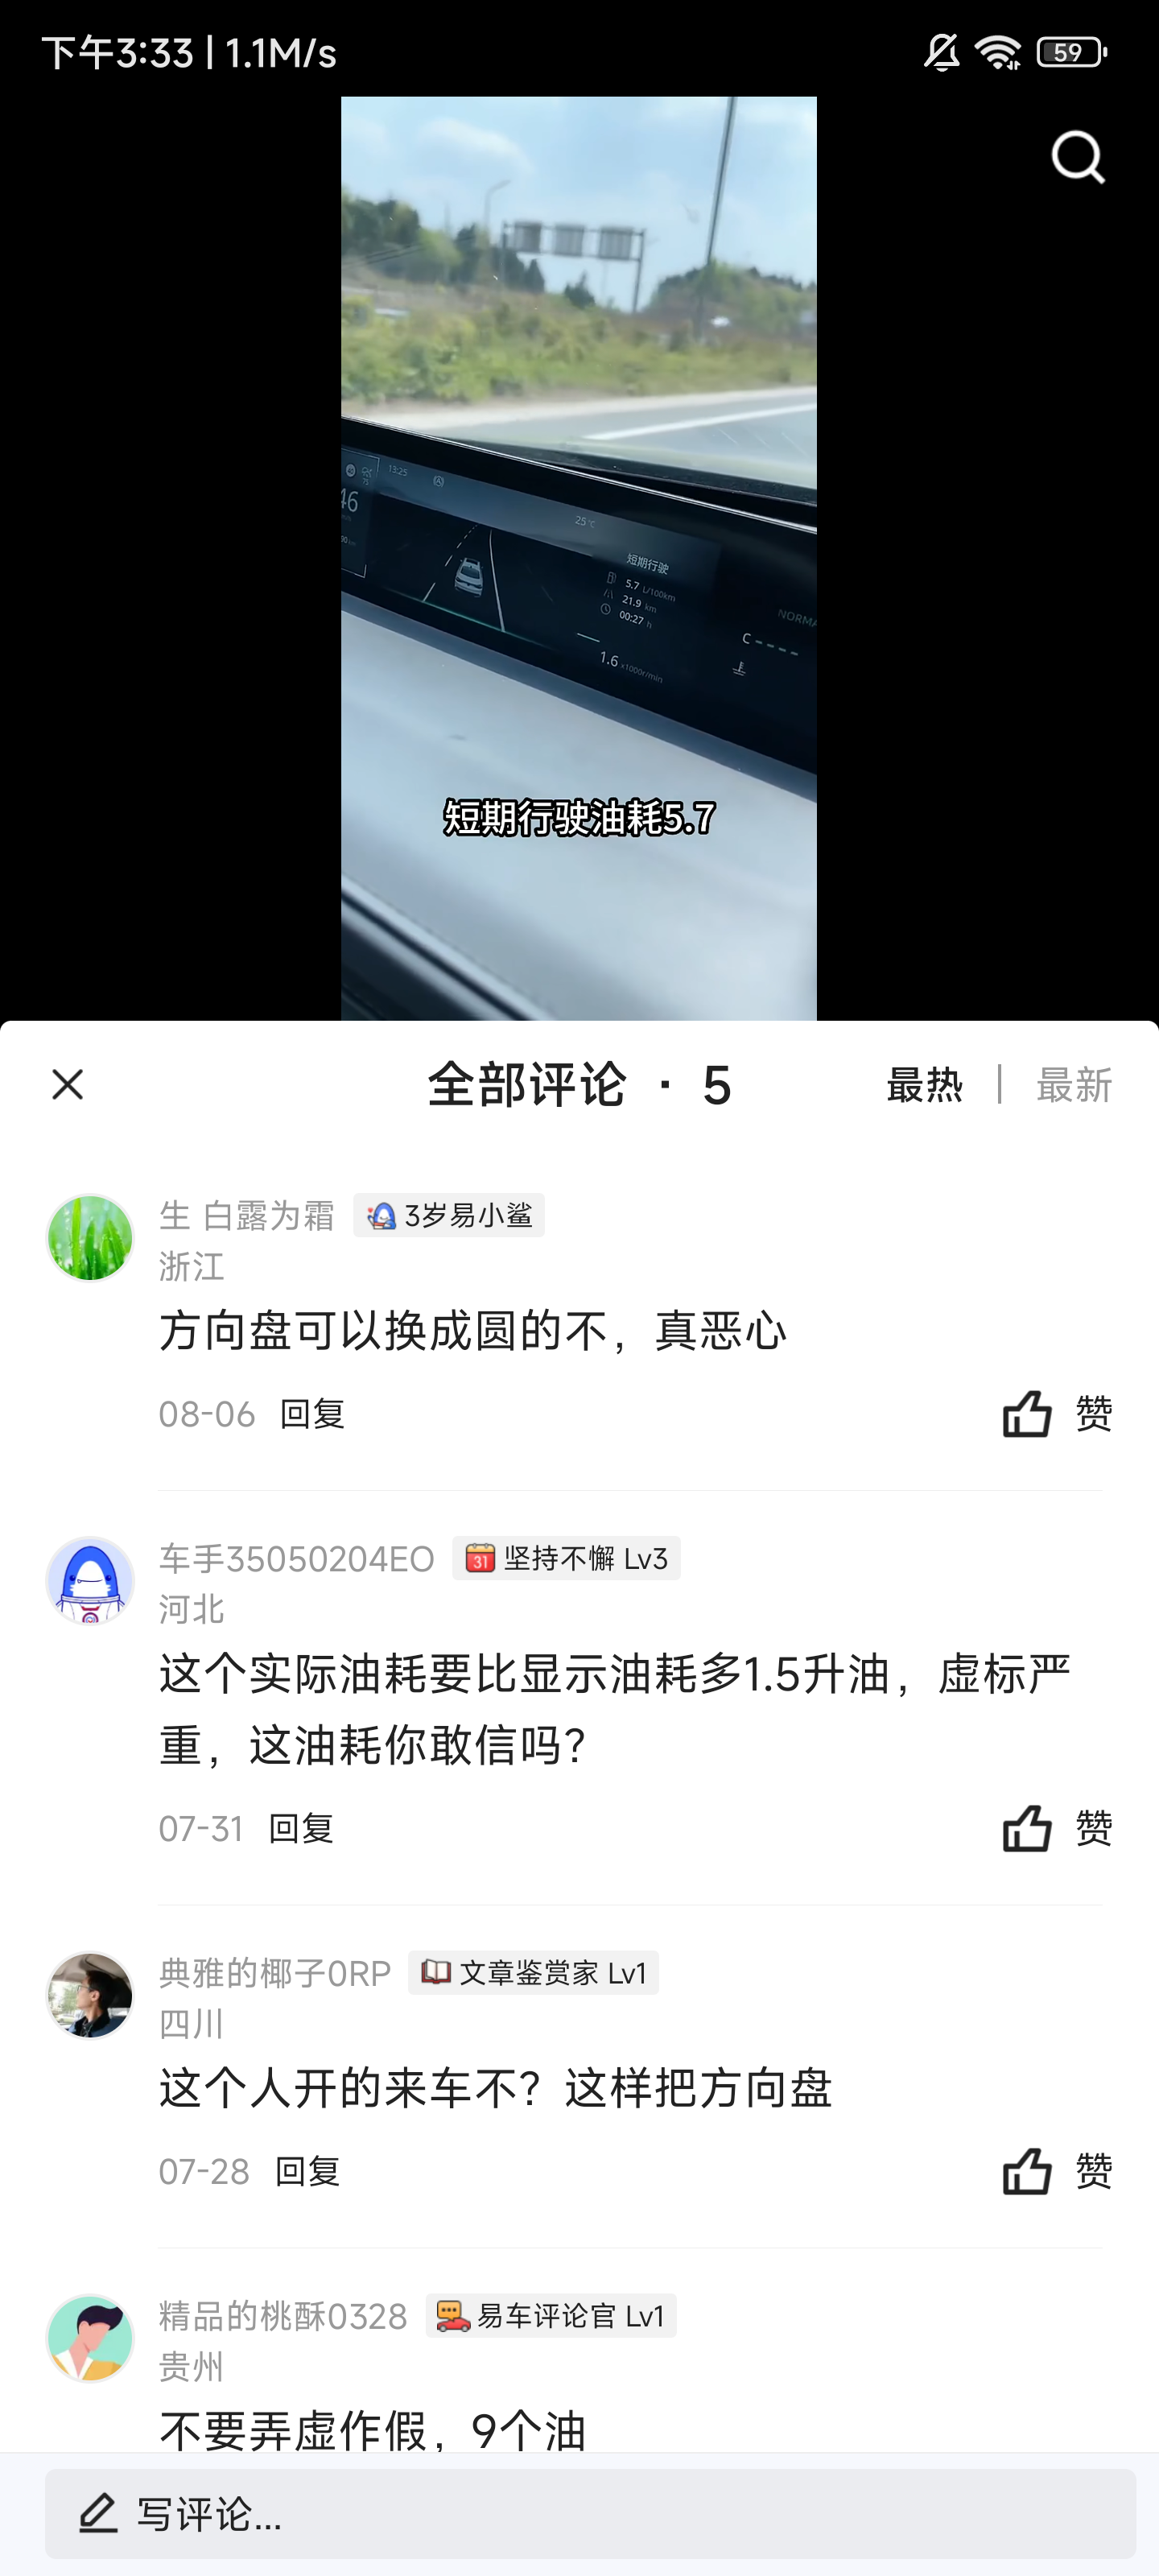 下午3:33 | 1.1M/s
59
13:25
46
25℃
短期行驶
5.7 L/100km
21.9 km
00:27 h
NORMA
C
1.6 x1000r/min
短期行驶油耗5.7
全部评论 · 5
最热 | 最新
生 白露为霜 3岁易小鲨
浙江
方向盘可以换成圆的不，真恶心
08-06 回复
赞
车手35050204EO 31 坚持不懈 Lv3
河北
这个实际油耗要比显示油耗多1.5升油，虚标严
重，这油耗你敢信吗？
07-31 回复
赞
典雅的椰子0RP 文章鉴赏家 Lv1
四川
这个人开的来车不？这样把方向盘
07-28 回复
赞
精品的桃酥0328 易车评论官 Lv1
贵州
不要弄虚作假，9个油
写评论...